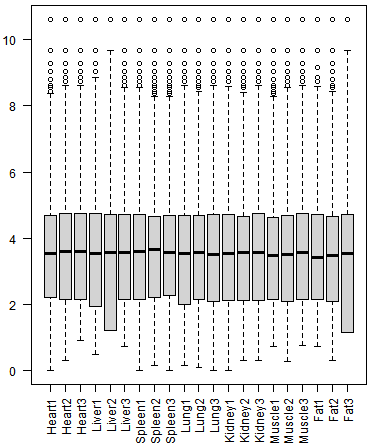 10
8
6
4
2
0
Heart1
Heart2
Heart3
Liver1
Liver2
Liver3
Spleen1
Spleen2
Spleen3
Lung1
Lung2
Lung3
Kidney1
Kidney2
Kidney3
Muscle1
Muscle2
Muscle3
Fat1
Fat2
Fat3